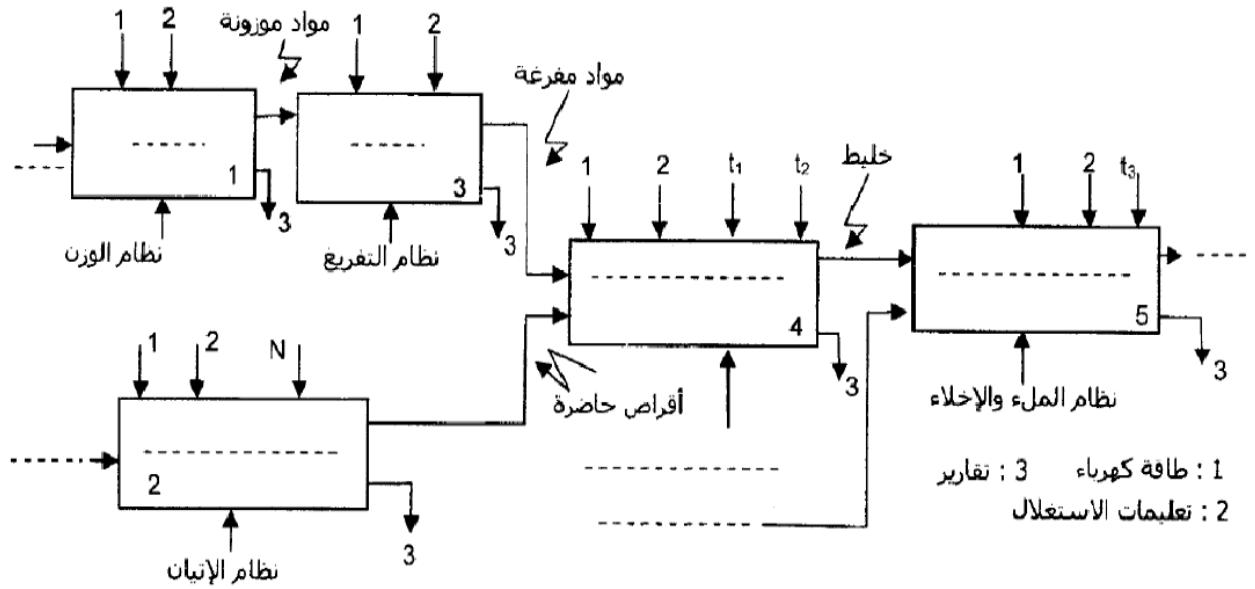 1 2 مواد موزونة 1 2
مواد مفرغة
1 3
3 3
نظام الوزن
نظام التفريغ
1 2 t₁ t₂ خليط 1 2 t₃
4 5
3 3
1 2 N
أقراص حاضرة
نظام الملء والإخلاء
2
3
نظام الإتيان
1 : طاقة كهرباء 3 : تقارير
2 : تعليمات الاستغلال